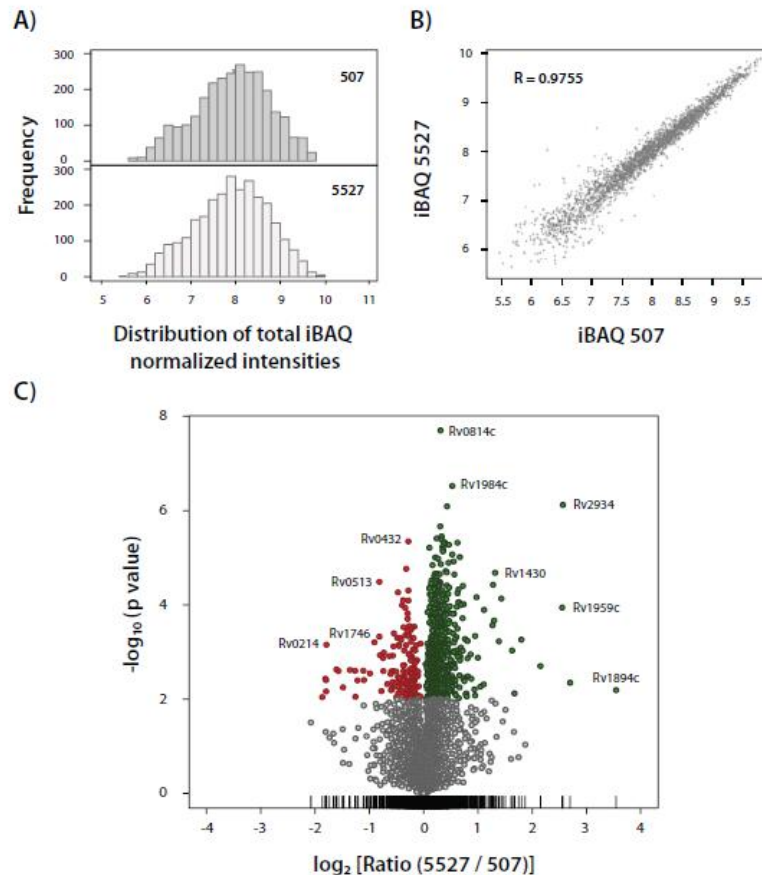 A)
300
200
100
0
507
300
200
100
0
5527
Frequency
5 6 7 8 9 10 11
Distribution of total iBAQ
normalized intensities
B)
10
9
8
7
6
R = 0.9755
iBAQ 5527
5.5 6 6.5 7 7.5 8 8.5 9 9.5
iBAQ 507
C)
8
6
4
2
0
-log₁₀ (p value)
Rv0814c
Rv1984c
Rv2934
Rv0432
Rv1430
Rv0513
Rv1959c
Rv1746
Rv0214
Rv1894c
-4 -3 -2 -1 0 1 2 3 4
log₂ [Ratio (5527 / 507)]